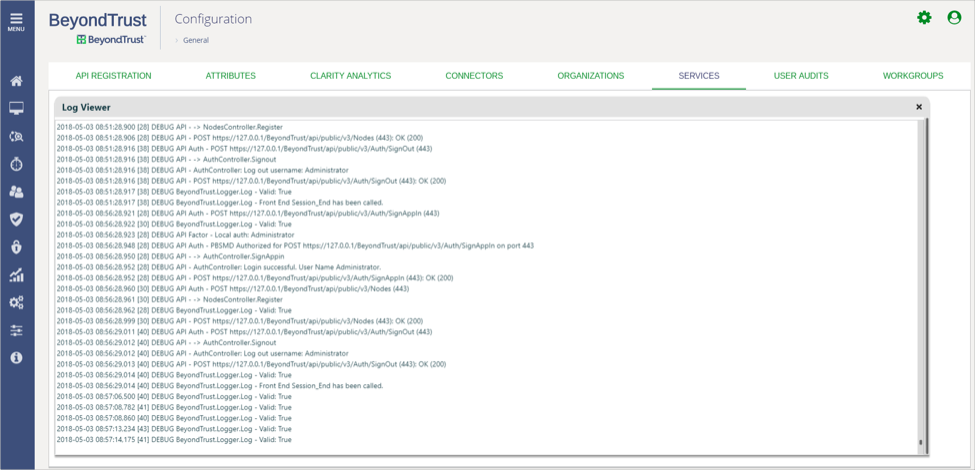 MENU
BeyondTrust
BeyondTrust
Configuration
General
API REGISTRATION
ATTRIBUTES
CLARITY ANALYTICS
CONNECTORS
ORGANIZATIONS
SERVICES
USER AUDITS
WORKGROUPS
Log Viewer
2018-05-03 08:51:28,900 [28] DEBUG API - -> NodesController.Register
2018-05-03 08:51:28,906 [28] DEBUG API - POST https://127.0.0.1/BeyondTrust/api/public/v3/Nodes (443): OK (200)
2018-05-03 08:51:28,916 [38] DEBUG API Auth - POST https://127.0.0.1/BeyondTrust/api/public/v3/Auth/SignOut (443)
2018-05-03 08:51:28,916 [38] DEBUG API - -> AuthController.Signout
2018-05-03 08:51:28,916 [38] DEBUG API - AuthController: Log out username: Administrator
2018-05-03 08:51:28,916 [38] DEBUG API - POST https://127.0.0.1/BeyondTrust/api/public/v3/Auth/SignOut (443): OK (200)
2018-05-03 08:51:28,917 [38] DEBUG BeyondTrust.Logger.Log - Valid: True
2018-05-03 08:51:28,917 [38] DEBUG BeyondTrust.Logger.Log - Front End Session_End has been called.
2018-05-03 08:56:28,921 [28] DEBUG API Auth - POST https://127.0.0.1/BeyondTrust/api/public/v3/Auth/SignAppIn (443)
2018-05-03 08:56:28,922 [30] DEBUG BeyondTrust.Logger.Log - Valid: True
2018-05-03 08:56:28,923 [28] DEBUG API Factor - Local auth: Administrator
2018-05-03 08:56:28,948 [28] DEBUG API Auth - PBSMD Authorized for POST https://127.0.0.1/BeyondTrust/api/public/v3/Auth/SignAppIn on port 443
2018-05-03 08:56:28,950 [28] DEBUG API - -> AuthController.SignAppin
2018-05-03 08:56:28,952 [28] DEBUG API - AuthController: Login successful. User Name Administrator.
2018-05-03 08:56:28,952 [28] DEBUG API - POST https://127.0.0.1/BeyondTrust/api/public/v3/Auth/SignAppIn (443): OK (200)
2018-05-03 08:56:28,960 [30] DEBUG API Auth - POST https://127.0.0.1/BeyondTrust/api/public/v3/Nodes (443)
2018-05-03 08:56:28,961 [30] DEBUG API - -> NodesController.Register
2018-05-03 08:56:28,962 [28] DEBUG BeyondTrust.Logger.Log - Valid: True
2018-05-03 08:56:28,999 [30] DEBUG API - POST https://127.0.0.1/BeyondTrust/api/public/v3/Nodes (443): OK (200)
2018-05-03 08:56:29,011 [40] DEBUG API Auth - POST https://127.0.0.1/BeyondTrust/api/public/v3/Auth/SignOut (443)
2018-05-03 08:56:29,012 [40] DEBUG API - -> AuthController.Signout
2018-05-03 08:56:29,012 [40] DEBUG API - AuthController: Log out username: Administrator
2018-05-03 08:56:29,013 [40] DEBUG API - POST https://127.0.0.1/BeyondTrust/api/public/v3/Auth/SignOut (443): OK (200)
2018-05-03 08:56:29,014 [40] DEBUG BeyondTrust.Logger.Log - Valid: True
2018-05-03 08:56:29,014 [40] DEBUG BeyondTrust.Logger.Log - Front End Session_End has been called.
2018-05-03 08:57:06,500 [40] DEBUG BeyondTrust.Logger.Log - Valid: True
2018-05-03 08:57:08,782 [41] DEBUG BeyondTrust.Logger.Log - Valid: True
2018-05-03 08:57:08,860 [40] DEBUG BeyondTrust.Logger.Log - Valid: True
2018-05-03 08:57:13,234 [43] DEBUG BeyondTrust.Logger.Log - Valid: True
2018-05-03 08:57:14,175 [41] DEBUG BeyondTrust.Logger.Log - Valid: True